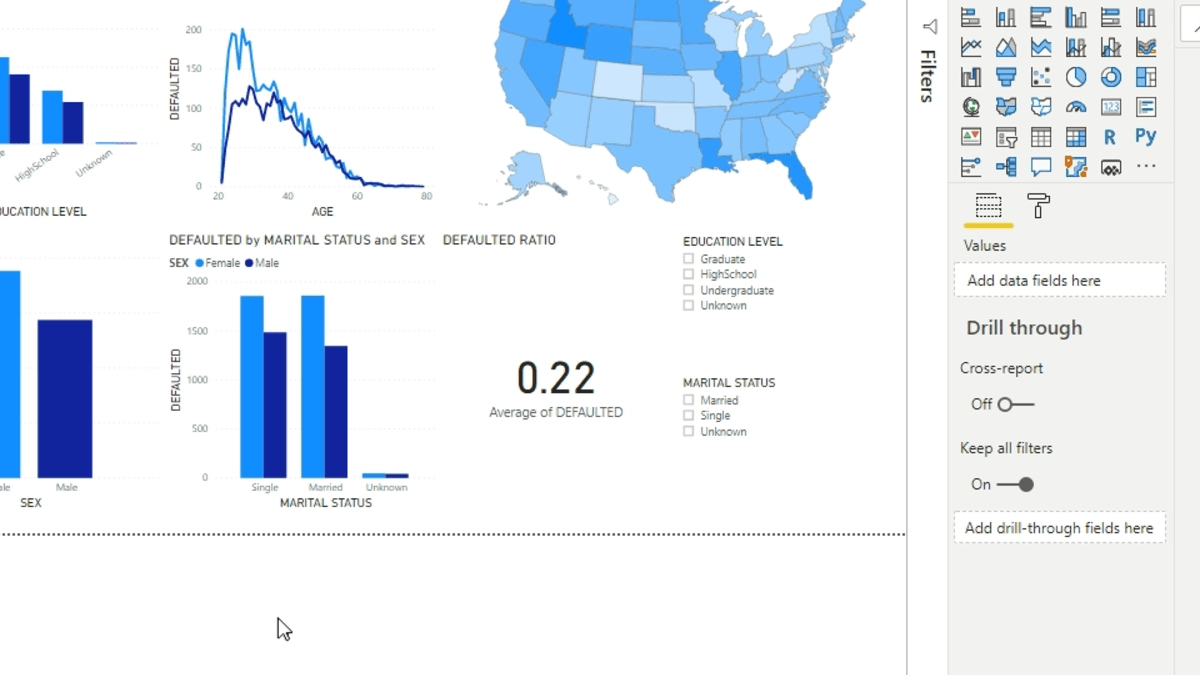 200
150
100
50
0
DEFAULTED
20 40 60 80
AGE
HighSchool
Unknown
UCATION LEVEL
DEFAULTED by MARITAL STATUS and SEX
SEX Female Male
2000
1500
1000
500
0
DEFAULTED
Single Married Unknown
MARITAL STATUS
ale Male
SEX
DEFAULTED RATIO
0.22
Average of DEFAULTED
EDUCATION LEVEL
Graduate
HighSchool
Undergraduate
Unknown
MARITAL STATUS
Married
Single
Unknown
Filters
123
R Py
Values
Add data fields here
Drill through
Cross-report
Off
Keep all filters
On
Add drill-through fields here